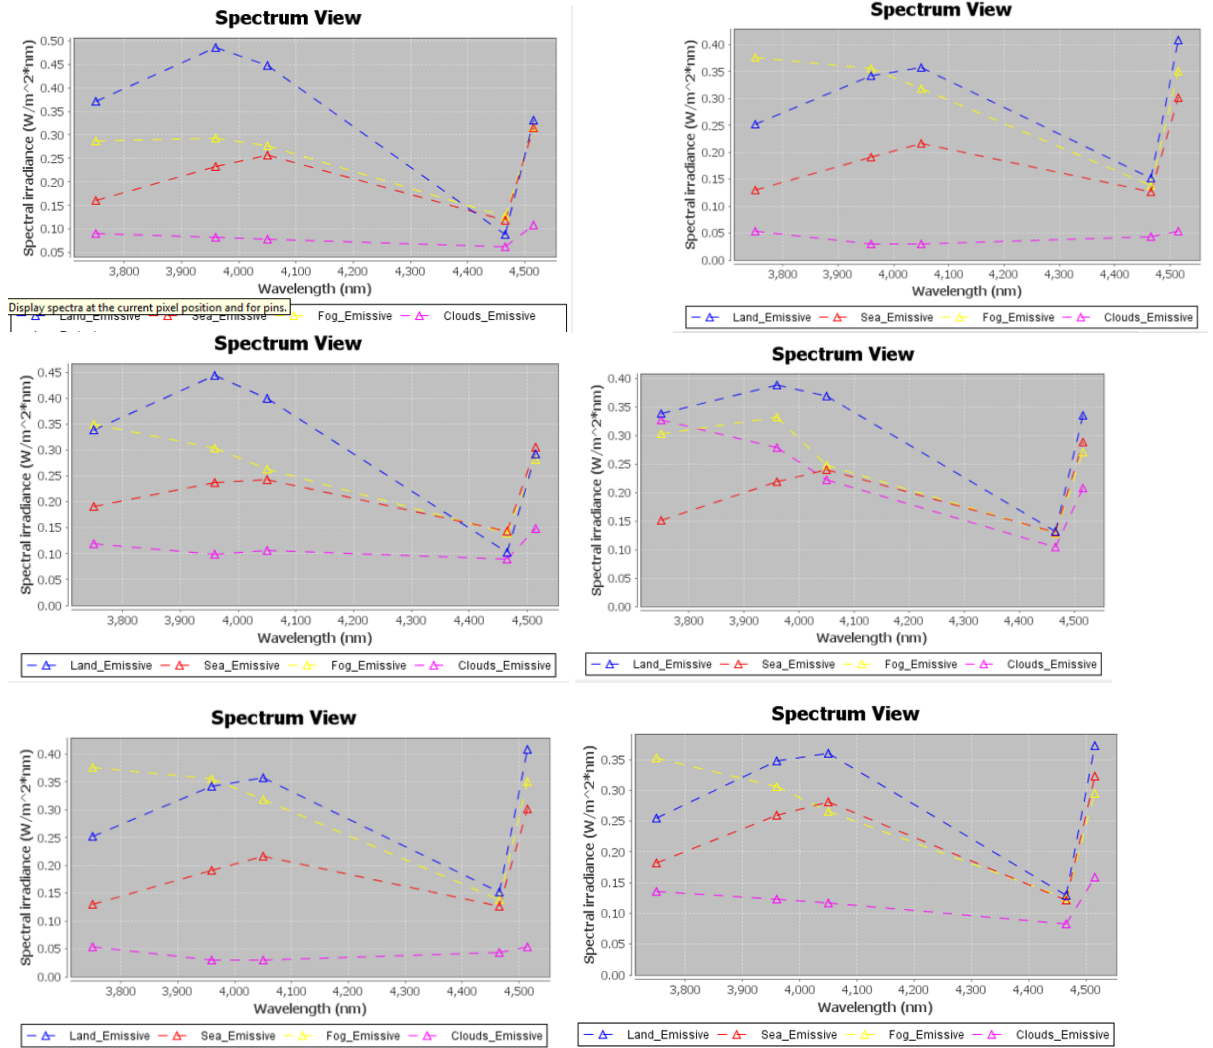 Spectrum View
Spectral irradiance (W/m^2*nm)
0.50
0.45
0.40
0.35
0.30
0.25
0.20
0.15
0.10
0.05
3,800 3,900 4,000 4,100 4,200 4,300 4,400 4,500
Wavelength (nm)
Display spectra at the current pixel position and for pins.
Land_Emissive Sea_Emissive Fog_Emissive Clouds_Emissive
Spectrum View
Spectral irradiance (W/m^2*nm)
0.40
0.35
0.30
0.25
0.20
0.15
0.10
0.05
0.00
3,800 3,900 4,000 4,100 4,200 4,300 4,400 4,500
Wavelength (nm)
Land_Emissive Sea_Emissive Fog_Emissive Clouds_Emissive
Spectrum View
Spectral irradiance (W/m^2*nm)
0.45
0.40
0.35
0.30
0.25
0.20
0.15
0.10
0.05
0.00
3,800 3,900 4,000 4,100 4,200 4,300 4,400 4,500
Wavelength (nm)
Land_Emissive Sea_Emissive Fog_Emissive Clouds_Emissive
Spectrum View
Spectral irradiance (W/m^2*nm)
0.40
0.35
0.30
0.25
0.20
0.15
0.10
0.05
0.00
3,800 3,900 4,000 4,100 4,200 4,300 4,400 4,500
Wavelength (nm)
Land_Emissive Sea_Emissive Fog_Emissive Clouds_Emissive
Spectrum View
Spectral irradiance (W/m^2*nm)
0.40
0.35
0.30
0.25
0.20
0.15
0.10
0.05
0.00
3,800 3,900 4,000 4,100 4,200 4,300 4,400 4,500
Wavelength (nm)
Land_Emissive Sea_Emissive Fog_Emissive Clouds_Emissive
Spectrum View
Spectral irradiance (W/m^2*nm)
0.35
0.30
0.25
0.20
0.15
0.10
0.05
0.00
3,800 3,900 4,000 4,100 4,200 4,300 4,400 4,500
Wavelength (nm)
Land_Emissive Sea_Emissive Fog_Emissive Clouds_Emissive